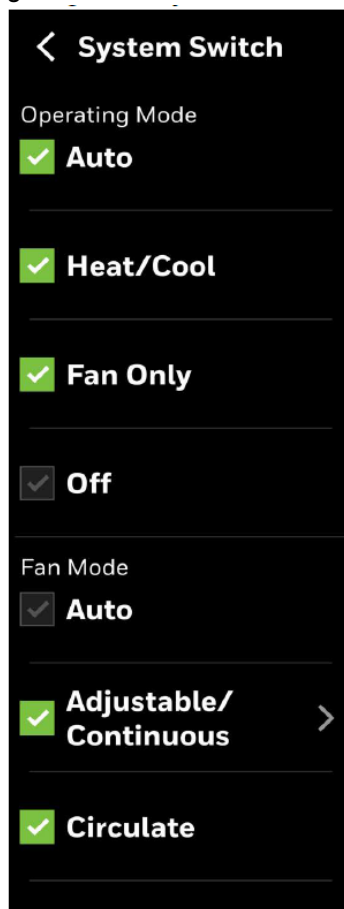 System Switch
Operating Mode
Auto
Heat/Cool
Fan Only
Off
Fan Mode
Auto
Adjustable/
Continuous
Circulate